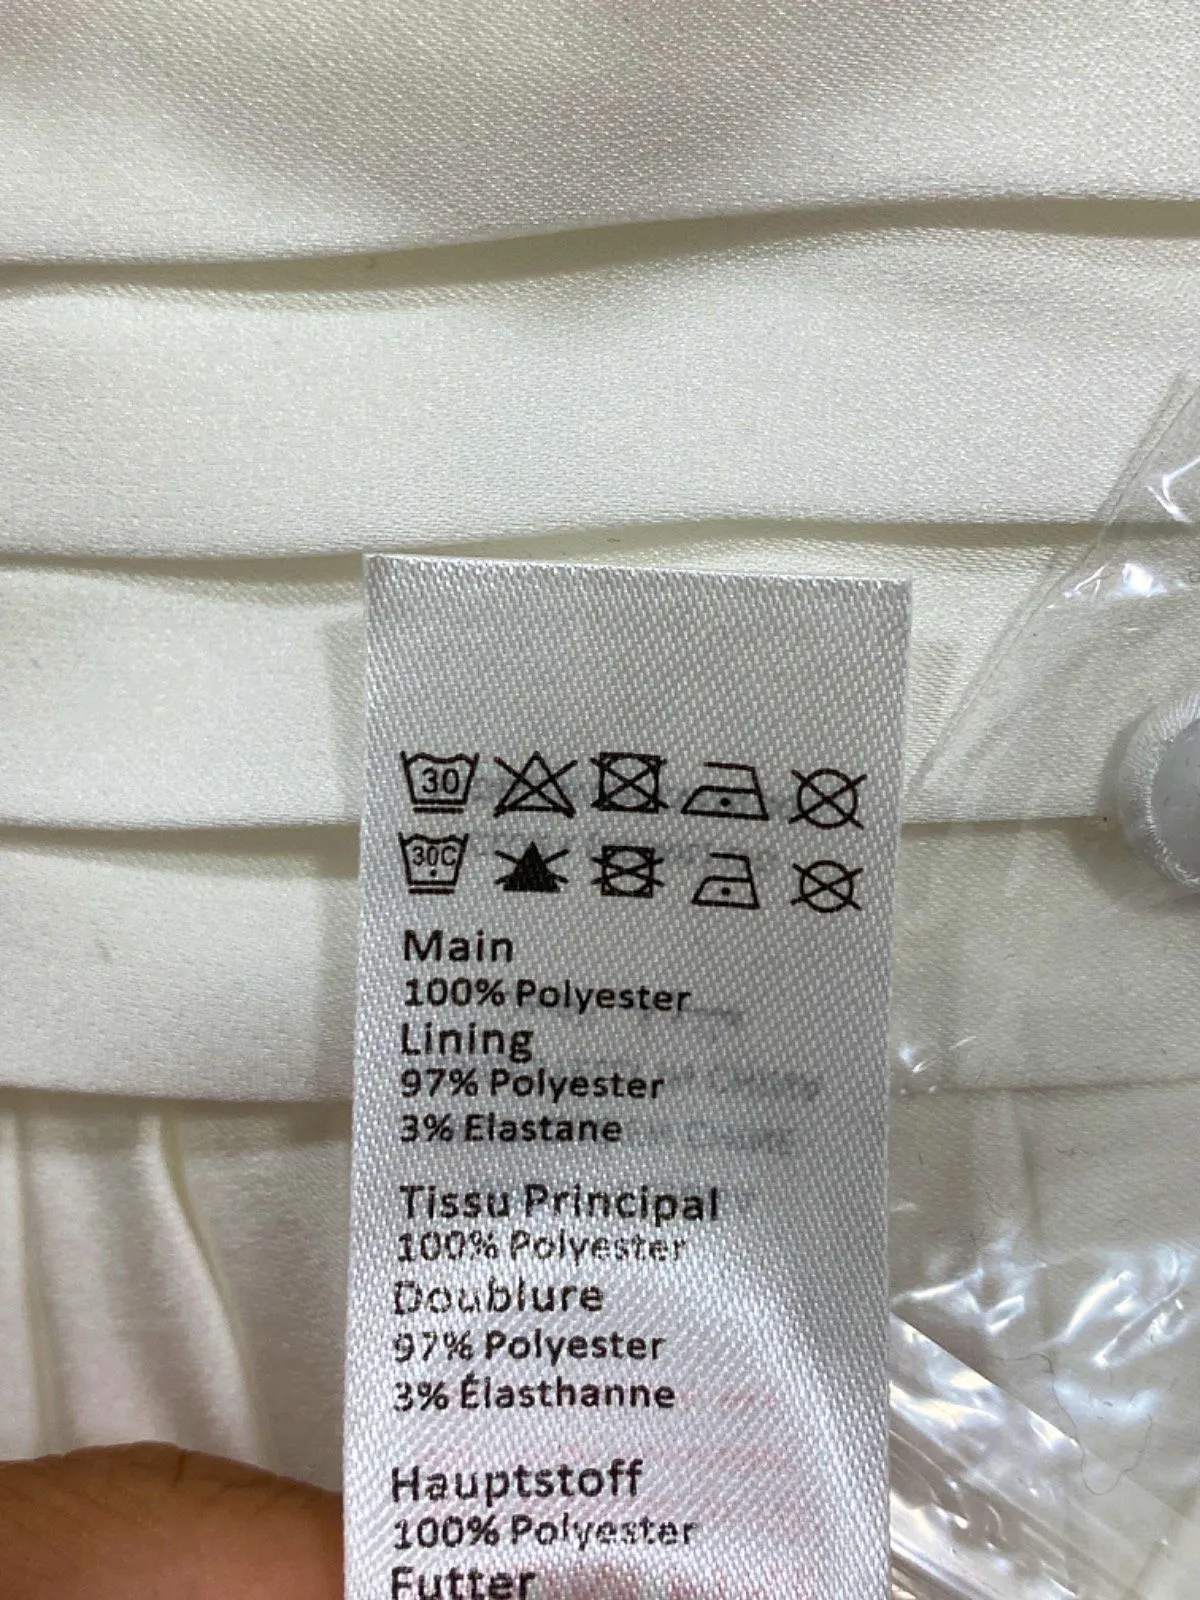 30
30C
Main
100% Polyester
Lining
97% Polyester
3% Elastane
Tissu Principal
100% Polyester
Doublure
97% Polyester
3% Élasthanne
Hauptstoff
100% Polyester
Futter